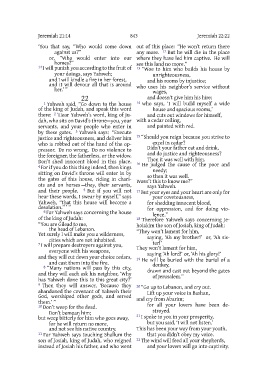 Jeremiah 21:14 843 Jeremiah 22:22
‘You that say, “Who would come down
against us?”
or, “Who would enter into our
homes?”
14 I will punish you according to the fruit of
your doings, says Yahweh;
and I will kindle a fire in her forest,
and it will devour all that is around
her.’”
22
1 Yahweh said, “Go down to the house
of the king of Judah, and speak this word
there: 2 ‘Hear Yahweh’s word, king of Ju-
dah, who sits on David’s throne—you, your
servants, and your people who enter in
by these gates. 3 Yahweh says: “Execute
justice and righteousness, and deliver him
who is robbed out of the hand of the op-
pressor. Do no wrong. Do no violence to
the foreigner, the fatherless, or the widow.
Don’t shed innocent blood in this place.
4 For if you do this thing indeed, then kings
sitting on David’s throne will enter in by
the gates of this house, riding in chari-
ots and on horses—they, their servants,
and their people. 5 But if you will not
hear these words, I swear by myself,” says
Yahweh, “that this house will become a
desolation.”’”
6 For Yahweh says concerning the house
of the king of Judah:
“You are Gilead to me,
the head of Lebanon.
Yet surely I will make you a wilderness,
cities which are not inhabited.
7 I will prepare destroyers against you,
everyone with his weapons,
and they will cut down your choice cedars,
and cast them into the fire.
8 “Many nations will pass by this city,
and they will each ask his neighbor, ‘Why
has Yahweh done this to this great city?’
9 Then they will answer, ‘Because they
abandoned the covenant of Yahweh their
God, worshiped other gods, and served
them.’”
10 Don’t weep for the dead.
Don’t bemoan him;
but weep bitterly for him who goes away,
for he will return no more,
and not see his native country.
11 For Yahweh says touching Shallum the
son of Josiah, king of Judah, who reigned
instead of Josiah his father, and who went
out of this place: “He won’t return there
any more. 12 But he will die in the place
where they have led him captive. He will
see this land no more.”
13 “Woe to him who builds his house by
unrighteousness,
and his rooms by injustice;
who uses his neighbor’s service without
wages,
and doesn’t give him his hire;
14 who says, ‘I will build myself a wide
house and spacious rooms,’
and cuts out windows for himself,
with a cedar ceiling,
and painted with red.
15 “Should you reign because you strive to
excel in cedar?
Didn’t your father eat and drink,
and do justice and righteousness?
Then it was well with him.
16 He judged the cause of the poor and
needy;
so then it was well.
Wasn’t this to know me?”
says Yahweh.
17 But your eyes and your heart are only for
your covetousness,
for shedding innocent blood,
for oppression, and for doing vio-
lence.”
18 Therefore Yahweh says concerning Je-
hoiakim the son of Josiah, king of Judah:
“They won’t lament for him,
saying, ‘Ah my brother!’ or, ‘Ah sis-
ter!’
They won’t lament for him,
saying ‘Ah lord!’ or, ‘Ah his glory!’
19 He will be buried with the burial of a
donkey,
drawn and cast out beyond the gates
of Jerusalem.”
20 “Go up to Lebanon, and cry out.
Lift up your voice in Bashan,
and cry from Abarim;
for all your lovers have been de-
stroyed.
21 I spoke to you in your prosperity,
but you said, ‘I will not listen.’
This has been your way from your youth,
that you didn’t obey my voice.
22 The wind will feed all your shepherds,
and your lovers will go into captivity.